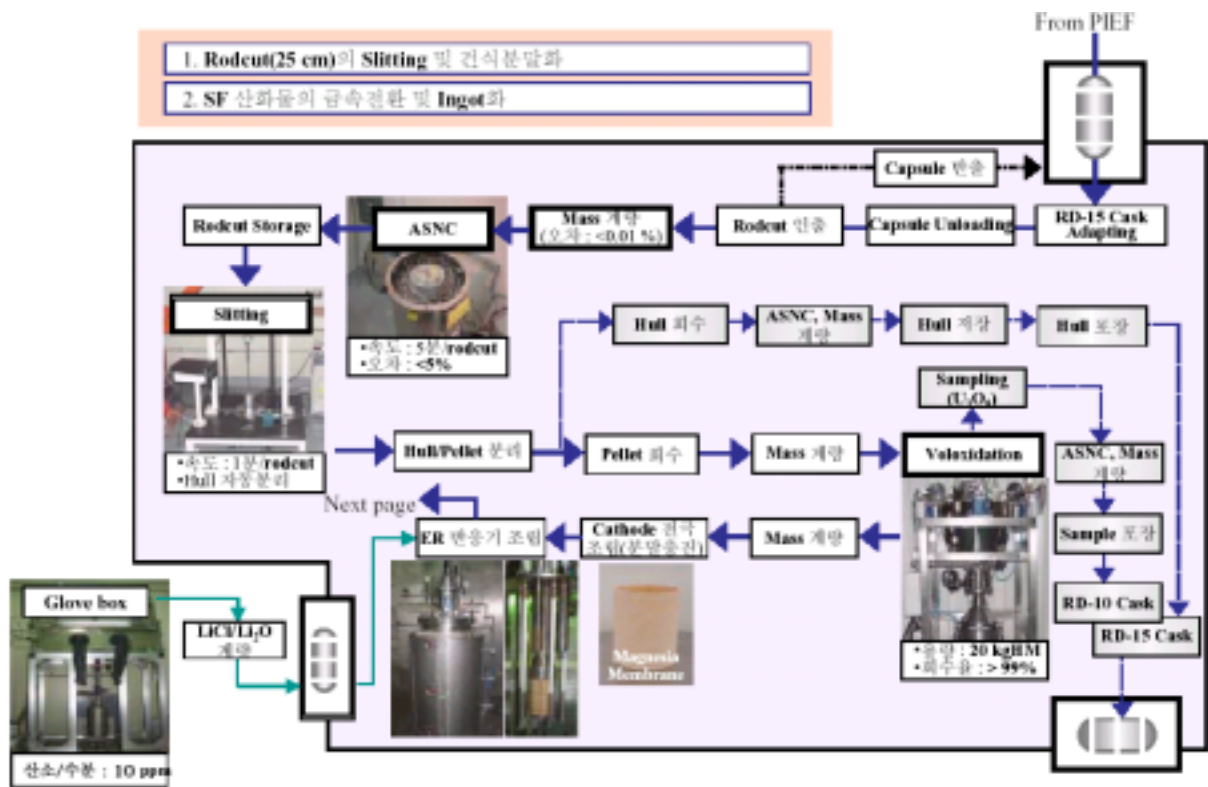 From PIEF
1. Rodcut(25 cm)의 Slitting 및 건식분말화
2. SF 산화물의 금속전환 및 Ingot화
Capsule 반출
Rodcut Storage
ASNC
Mass 계량
(오차 : <0.01 %)
Rodcut 인출
Capsule Unloading
RD-15 Cask
Adapting
Slitting
•속도 : 5분/rodcut
•오차 : <5%
Hull 회수
ASNC, Mass
계량
Hull 저장
Hull 포장
Sampling
(U₃O₈)
•속도 : 1분/rodcut
•Hull 자동분리
Hull/Pellet 분리
Pellet 회수
Mass 계량
Voloxidation
ASNC, Mass
계량
Next page
ER 반응기 조립
Cathode 전극
조립(분말충진)
Mass 계량
Sample 포장
Glove box
LiCl/Li₂O
계량
RD-10 Cask
RD-15 Cask
Magnesia
Membrane
•용량 : 20 kgHM
•회수율 : > 99%
산소/수분 : 10 ppm